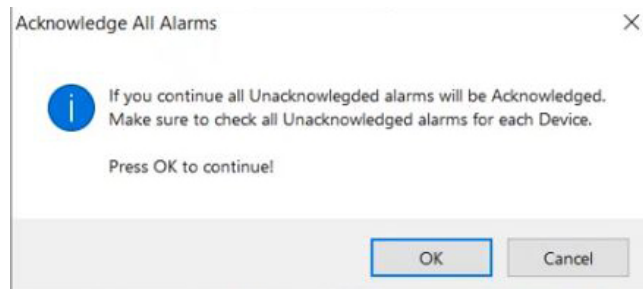 Acknowledge All Alarms
If you continue all Unacknowlegded alarms will be Acknowledged.
Make sure to check all Unacknowledged alarms for each Device.
Press OK to continue!
OK
Cancel